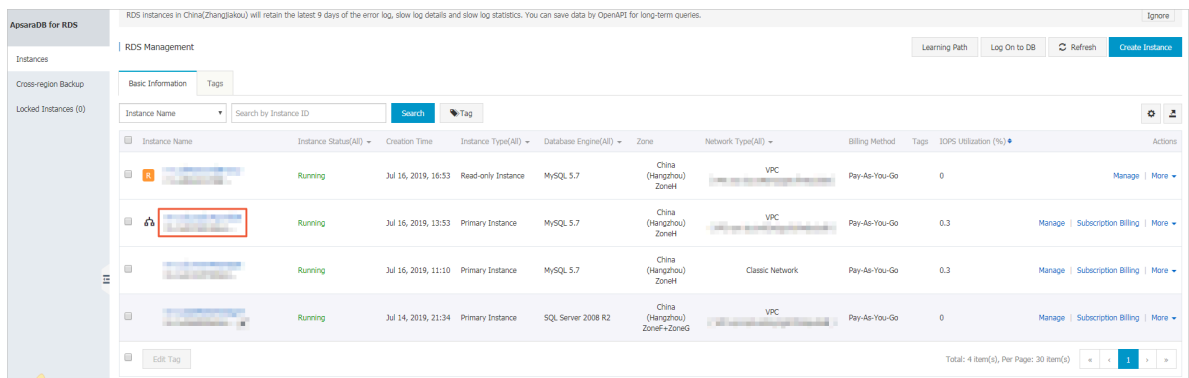 RDS instances in China(Zhangjiakou) will retain the latest 9 days of the error log, slow log details and slow log statistics. You can save data by OpenAPI for long-term queries.
Ignore
ApsaraDB for RDS
Instances
Cross-region Backup
Locked Instances (0)
RDS Management
Learning Path
Log On to DB
Refresh
Create Instance
Basic Information
Tags
Instance Name
Search by Instance ID
Search
Tag
Instance Name
Instance Status(All)
Creation Time
Instance Type(All)
Database Engine(All)
Zone
Network Type(All)
Billing Method
Tags
IOPS Utilization (%)
Actions
R
Running
Jul 16, 2019, 16:53
Read-only Instance
MySQL 5.7
China
(Hangzhou)
ZoneH
VPC
Pay-As-You-Go
0
Manage | More
Running
Jul 16, 2019, 13:53
Primary Instance
MySQL 5.7
China
(Hangzhou)
ZoneH
VPC
Pay-As-You-Go
0.3
Manage | Subscription Billing | More
Running
Jul 16, 2019, 11:10
Primary Instance
MySQL 5.7
China
(Hangzhou)
ZoneH
Classic Network
Pay-As-You-Go
0.3
Manage | Subscription Billing | More
Running
Jul 14, 2019, 21:34
Primary Instance
SQL Server 2008 R2
China
(Hangzhou)
ZoneF+ZoneG
VPC
Pay-As-You-Go
0
Manage | Subscription Billing | More
Edit Tag
Total: 4 item(s), Per Page: 30 item(s)
« ‹ 1 › »